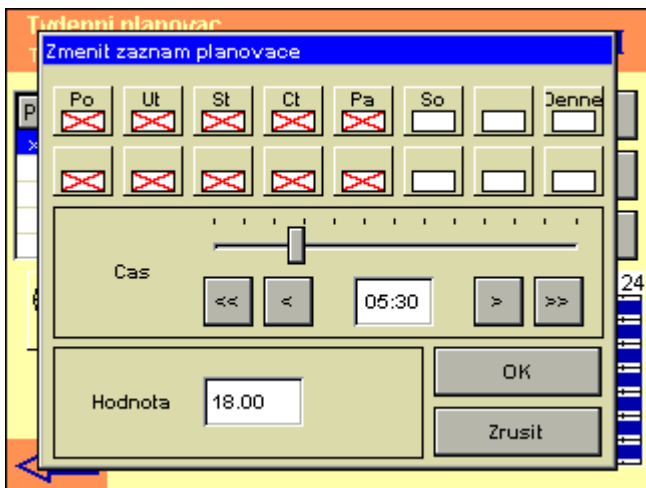 Tydenni planovac
T
Zmenit zaznam planovace
Po Ut St Ct Pa So Denne
P
Cas
<< < 05:30 > >>
24
Hodnota 18.00
OK
Zrusit